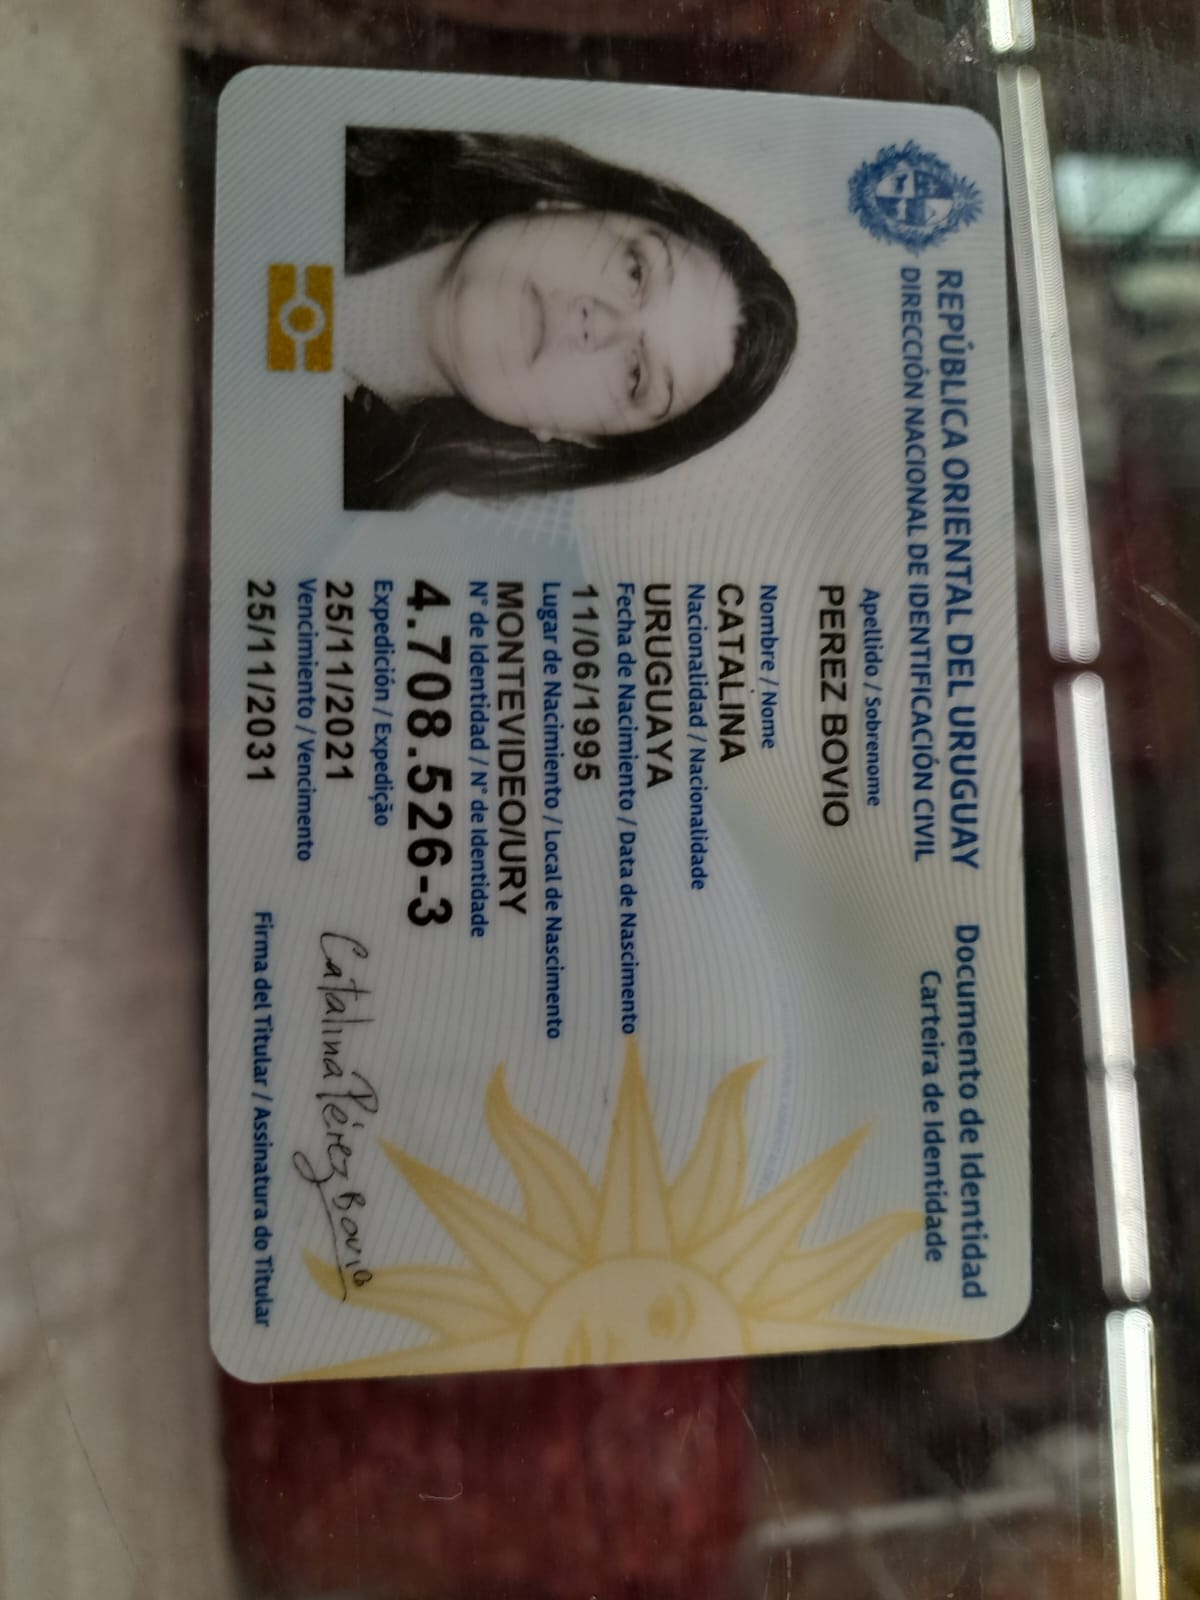 REPÚBLICA ORIENTAL DEL URUGUAY
DIRECCIÓN NACIONAL DE IDENTIFICACIÓN CIVIL
Documento de Identidad
Carteira de Identidade
Apellido / Sobrenome
PEREZ BOVIO
Nombre / Nome
CATALINA
Nacionalidad / Nacionalidade
URUGUAYA
Fecha de Nacimiento / Data de Nascimento
11/06/1995
Lugar de Nacimiento / Local de Nascimento
MONTEVIDEO/URY
N° de Identidad / N° de Identidade
4.708.526-3
Expedición / Expedição
25/11/2021
Vencimiento / Vencimento
25/11/2031
Catalina Pérez Bovio
Firma del Titular / Assinatura do Titular